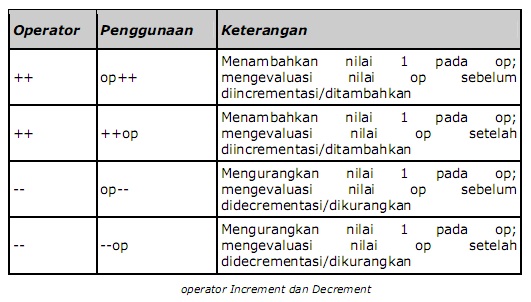 Operator Penggunaan Keterangan
++ op++ Menambahkan nilai 1 pada op;
mengevaluasi nilai op sebelum
diincrementasi/ditambahkan
++ ++op Menambahkan nilai 1 pada op;
mengevaluasi nilai op setelah
diincrementasi/ditambahkan
-- op-- Mengurangkan nilai 1 pada op;
mengevaluasi nilai op sebelum
didecrementasi/dikurangkan
-- --op Mengurangkan nilai 1 pada op;
mengevaluasi nilai op setelah
didecrementasi/dikurangkan
operator Increment dan Decrement